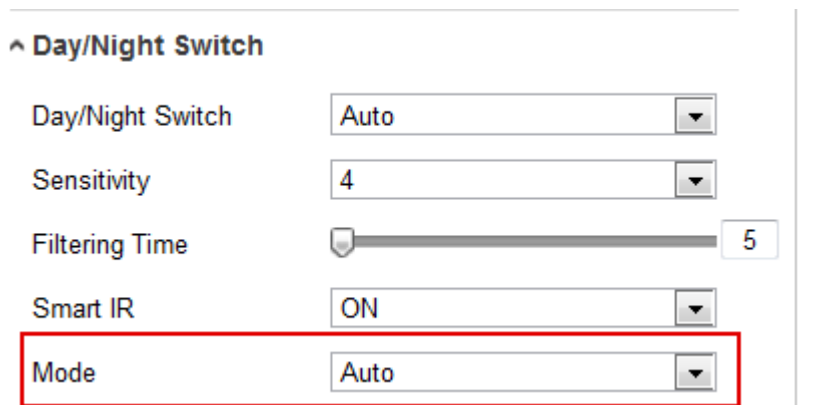 Day/Night Switch
Day/Night Switch Auto
Sensitivity 4
Filtering Time 5
Smart IR ON
Mode Auto